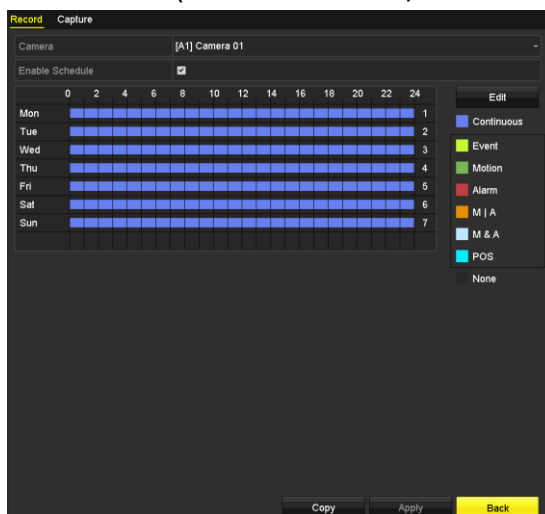 Record Capture
Camera [A1] Camera 01
Enable Schedule
0 2 4 6 8 10 12 14 16 18 20 22 24
Edit
Mon 1
Continuous
Tue 2
Wed 3
Event
Thu 4
Motion
Fri 5
Alarm
Sat 6
M | A
Sun 7
M & A
POS
None
Copy Apply Back